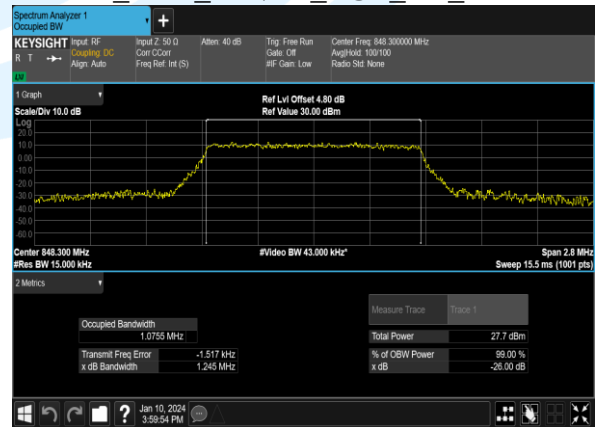 Spectrum Analyzer 1
Occupied BW
+
KEYSIGHT Input: RF Input Z: 50 Ω Atten: 40 dB Trig: Free Run Center Freq: 848.300000 MHz
R T Coupling: DC Corr CCorr Gate: Off Avg|Hold: 100/100
Align: Auto Freq Ref: Int (S) #IF Gain: Low Radio Std: None
LV
1 Graph
Ref Lvl Offset 4.80 dB
Scale/Div 10.0 dB Ref Value 30.00 dBm
Log
20.0
10.0
0.00
-10.0
-20.0
-30.0
-40.0
-50.0
-60.0
Center 848.300 MHz #Video BW 43.000 kHz* Span 2.8 MHz
#Res BW 15.000 kHz Sweep 15.5 ms (1001 pts)
2 Metrics
Measure Trace Trace 1
Occupied Bandwidth
1.0755 MHz Total Power 27.7 dBm
Transmit Freq Error -1.517 kHz % of OBW Power 99.00 %
x dB Bandwidth 1.245 MHz x dB -26.00 dB
? Jan 10, 2024
3:59:54 PM